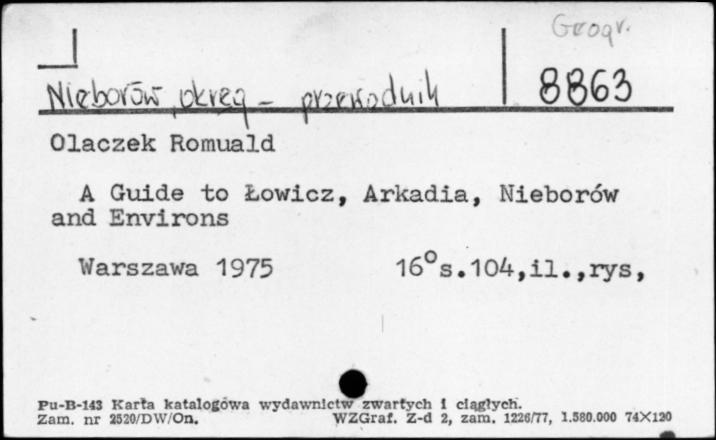 Geogr.
Nieborów, okręg - przewodnik 8863
Olaczek Romuald
A Guide to Łowicz, Arkadia, Nieborów
and Environs
Warszawa 1975 16°s.104,il.,rys,
Pu-B-143 Karta katalogowa wydawnictw zwartych i ciągłych.
Zam. nr 2520/DW/On. WZGraf. Z-d 2, zam. 1226/77, 1.580.000 74X120